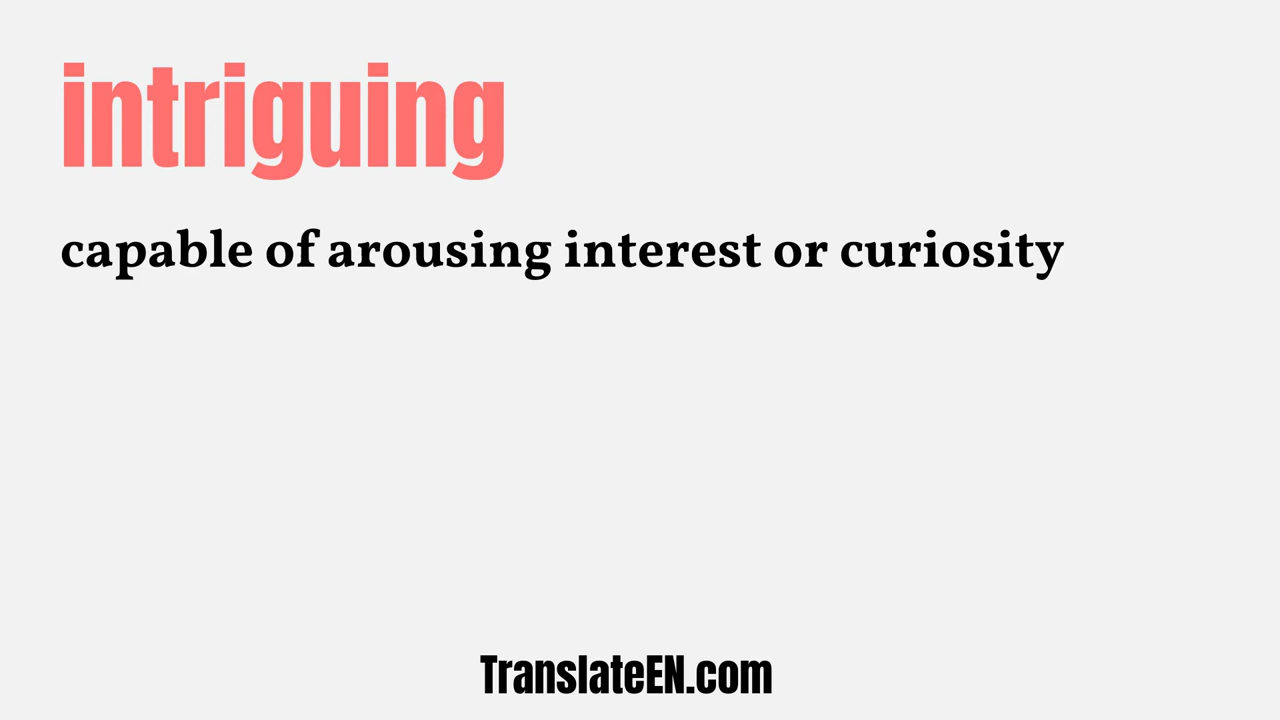 intriguing
capable of arousing interest or curiosity
TranslateEN.com